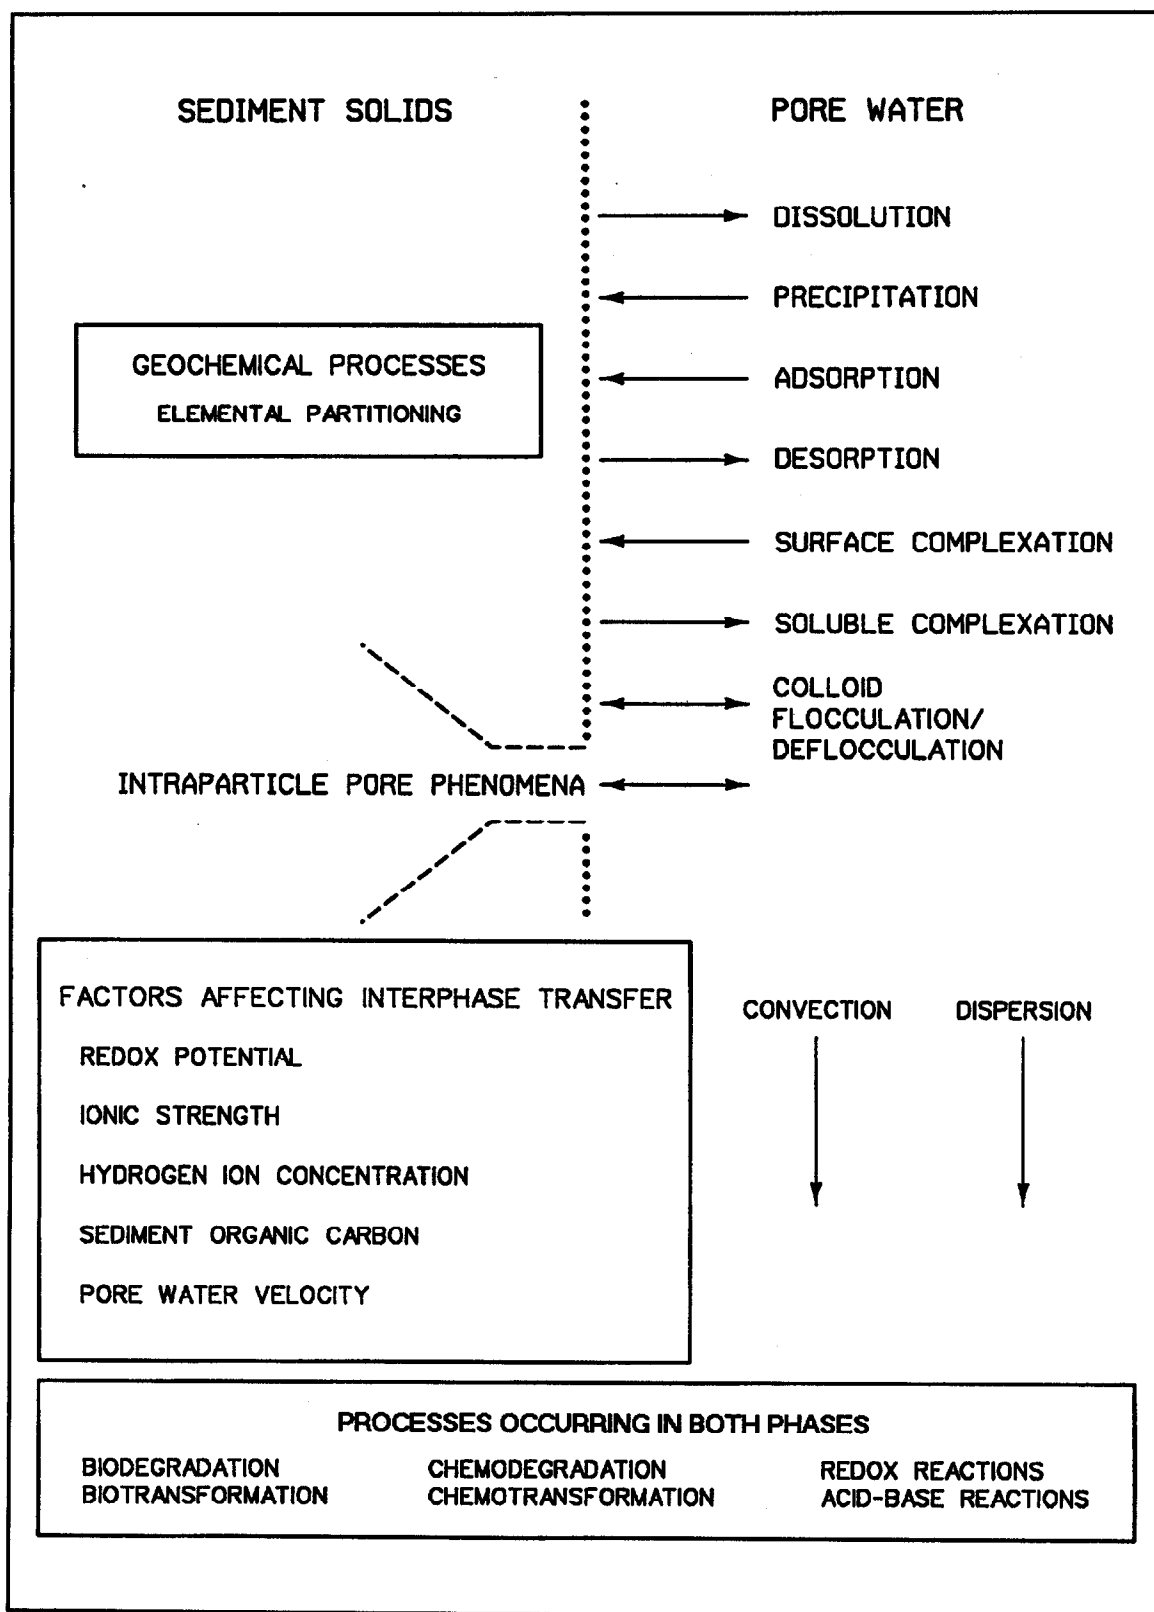 SEDIMENT SOLIDS
PORE WATER
DISSOLUTION
PRECIPITATION
GEOCHEMICAL PROCESSES
ELEMENTAL PARTITIONING
ADSORPTION
DESORPTION
SURFACE COMPLEXATION
SOLUBLE COMPLEXATION
COLLOID
FLOCCULATION/
DEFLOCCULATION
INTRAPARTICLE PORE PHENOMENA
FACTORS AFFECTING INTERPHASE TRANSFER
REDOX POTENTIAL
IONIC STRENGTH
HYDROGEN ION CONCENTRATION
SEDIMENT ORGANIC CARBON
PORE WATER VELOCITY
CONVECTION
DISPERSION
PROCESSES OCCURRING IN BOTH PHASES
BIODEGRADATION
BIOTRANSFORMATION
CHEMODEGRADATION
CHEMOTRANSFORMATION
REDOX REACTIONS
ACID-BASE REACTIONS